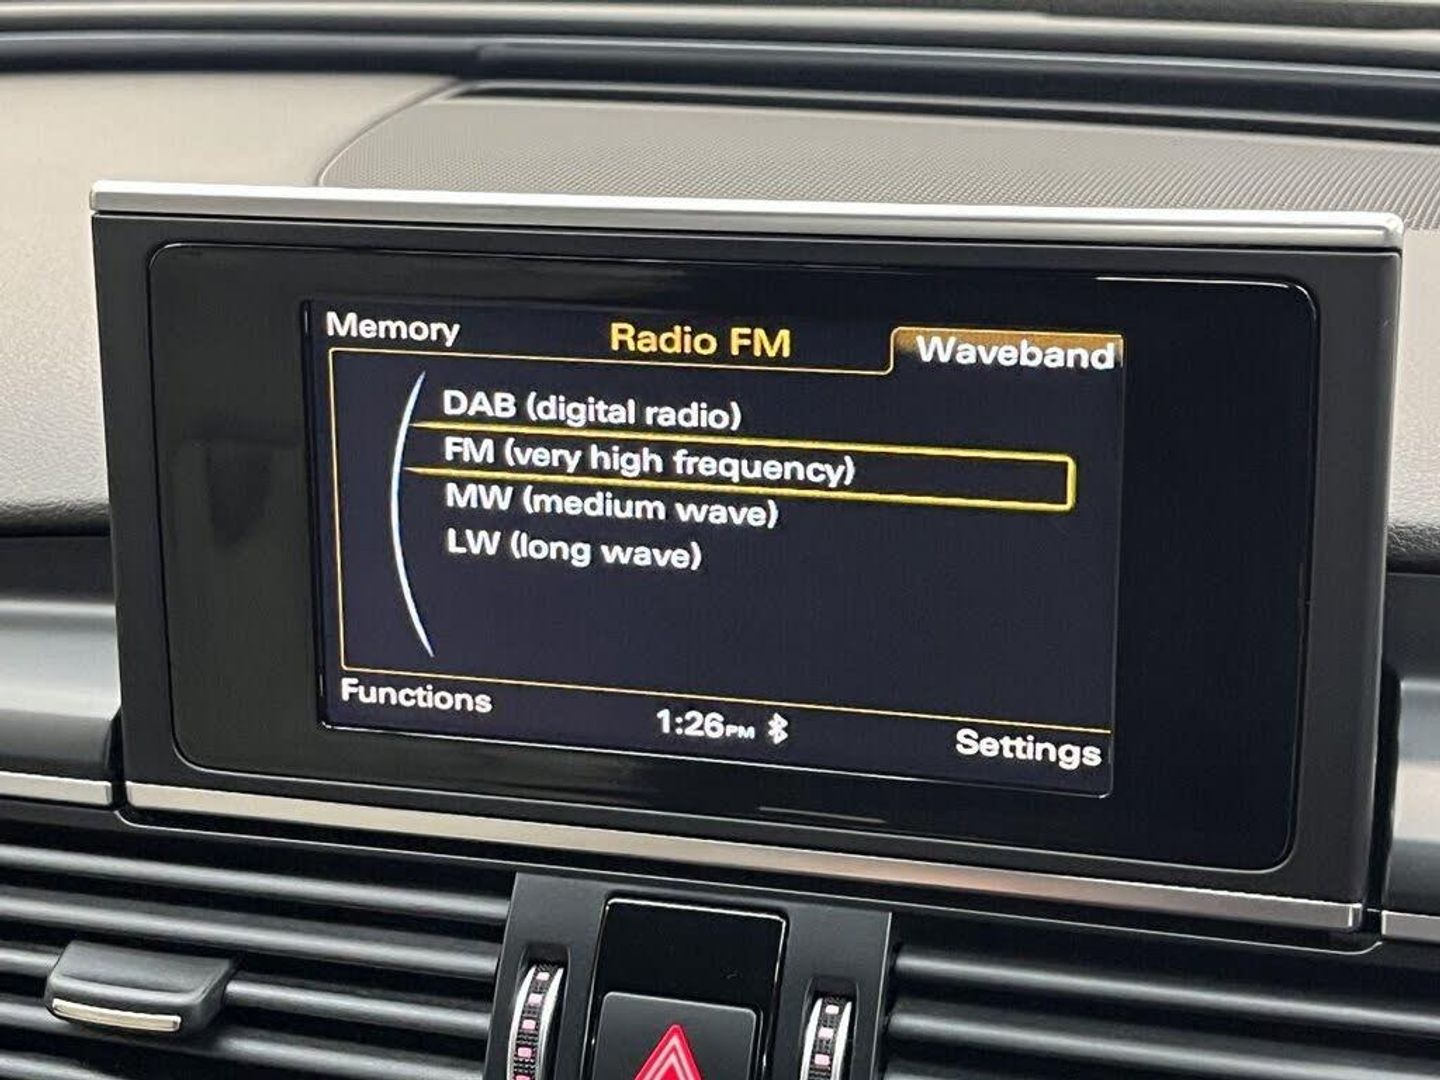 Memory
Radio FM
Waveband
DAB (digital radio)
FM (very high frequency)
MW (medium wave)
LW (long wave)
Functions
1:26PM
Settings